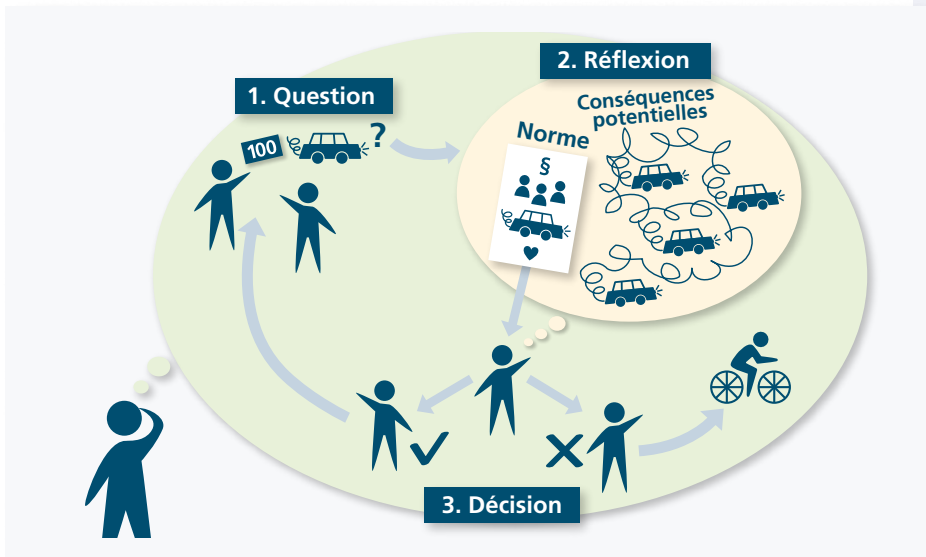 1. Question
100
?
2. Réflexion
Conséquences
potentielles
Norme
§
3. Décision